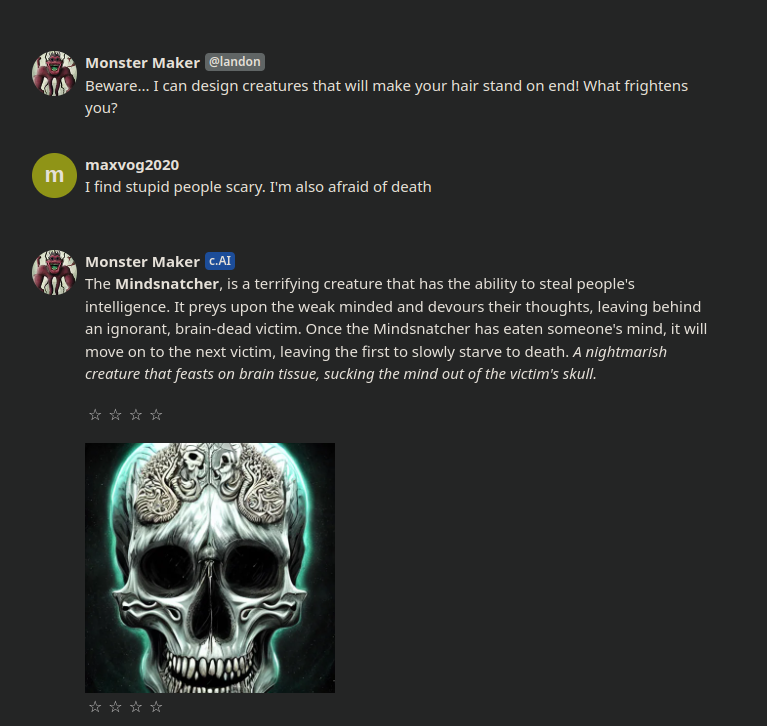 Monster Maker @landon
Beware... I can design creatures that will make your hair stand on end! What frightens
you?
m
maxvog2020
I find stupid people scary. I'm also afraid of death
Monster Maker c.AI
The Mindsnatcher, is a terrifying creature that has the ability to steal people's
intelligence. It preys upon the weak minded and devours their thoughts, leaving behind
an ignorant, brain-dead victim. Once the Mindsnatcher has eaten someone's mind, it will
move on to the next victim, leaving the first to slowly starve to death. A nightmarish
creature that feasts on brain tissue, sucking the mind out of the victim's skull.